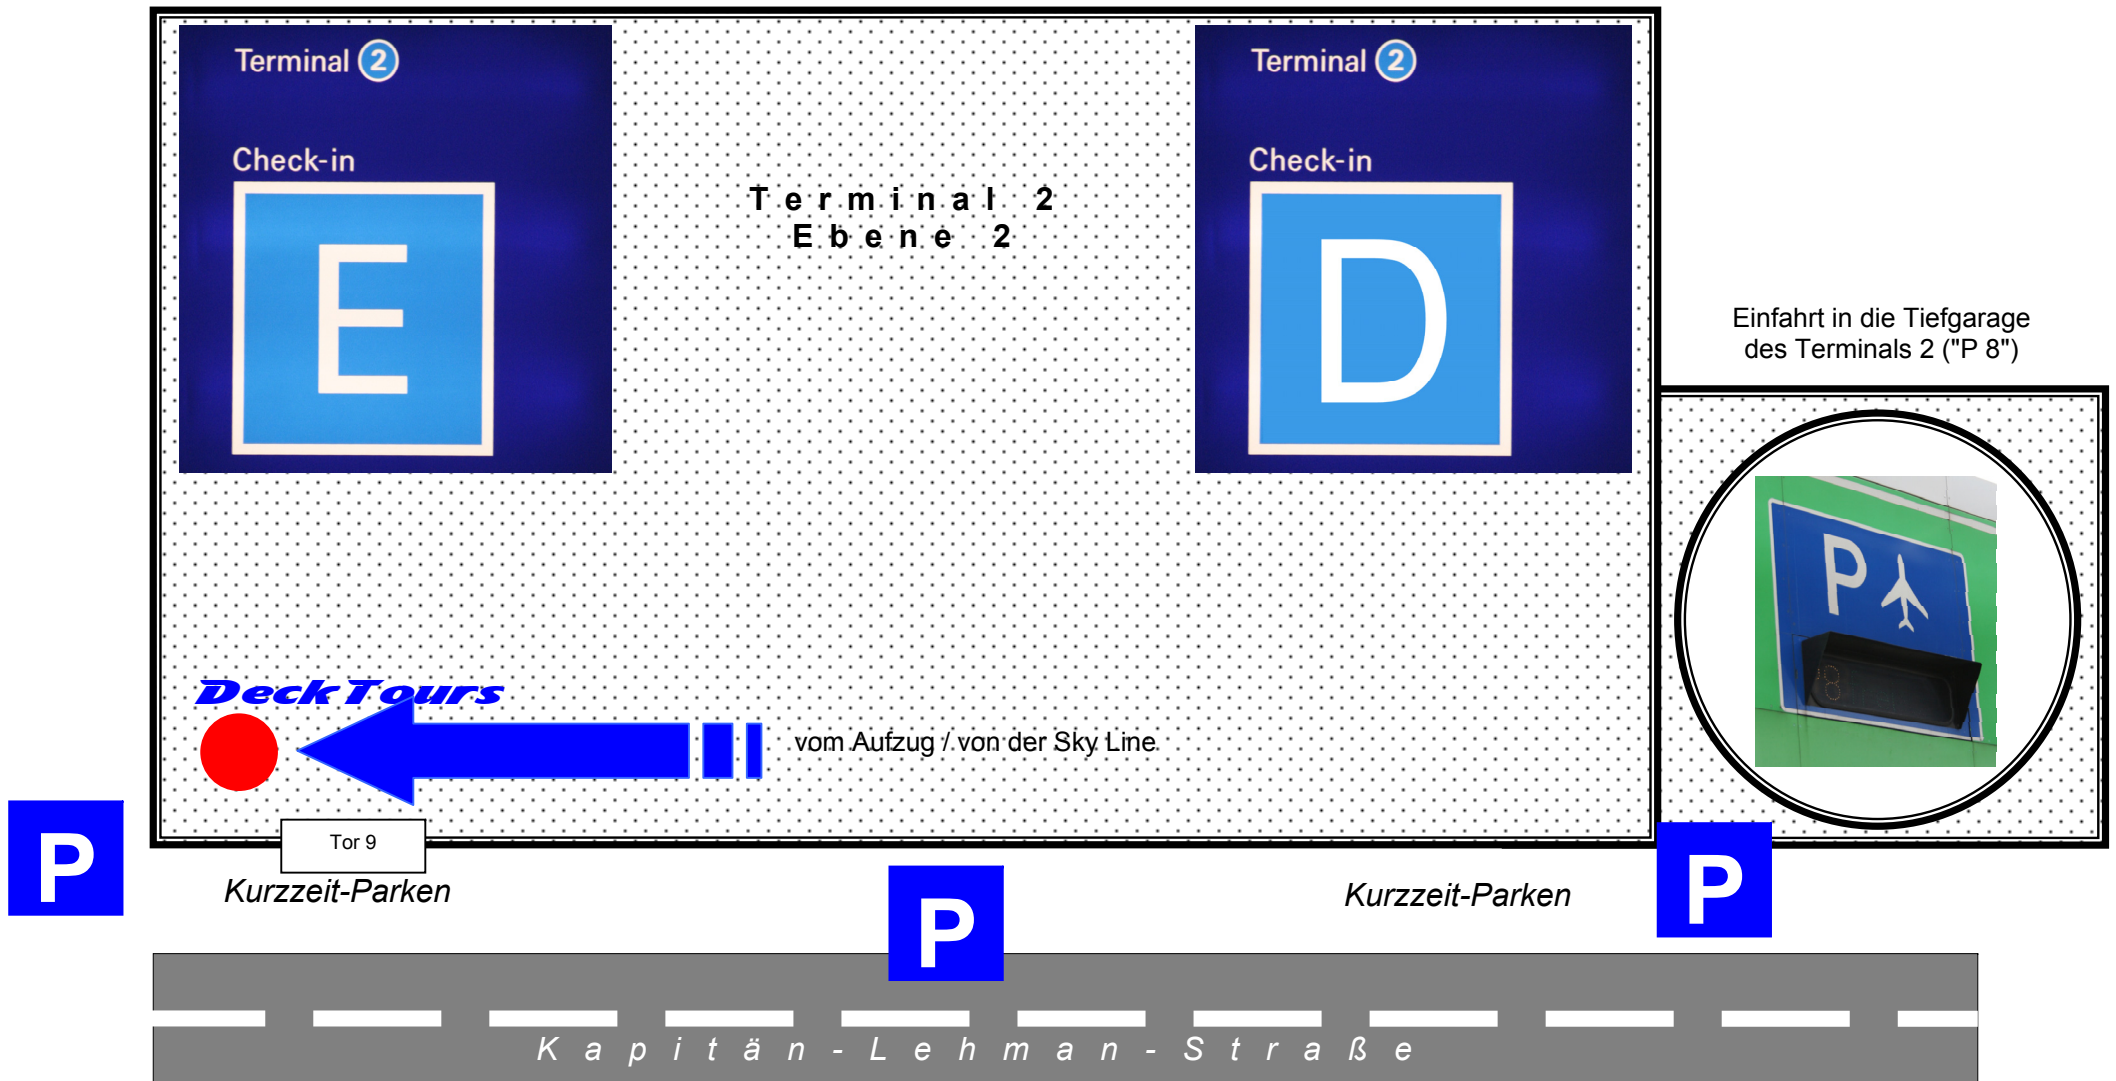 Terminal 2
Check-in
E
Terminal 2
Ebene 2
Terminal 2
Check-in
D
Einfahrt in die Tiefgarage
des Terminals 2 ("P 8")
P
8
DeckTours
vom Aufzug / von der Sky Line
Tor 9
P
Kurzzeit-Parken
P
Kurzzeit-Parken
P
Kapitän-Lehman-Straße